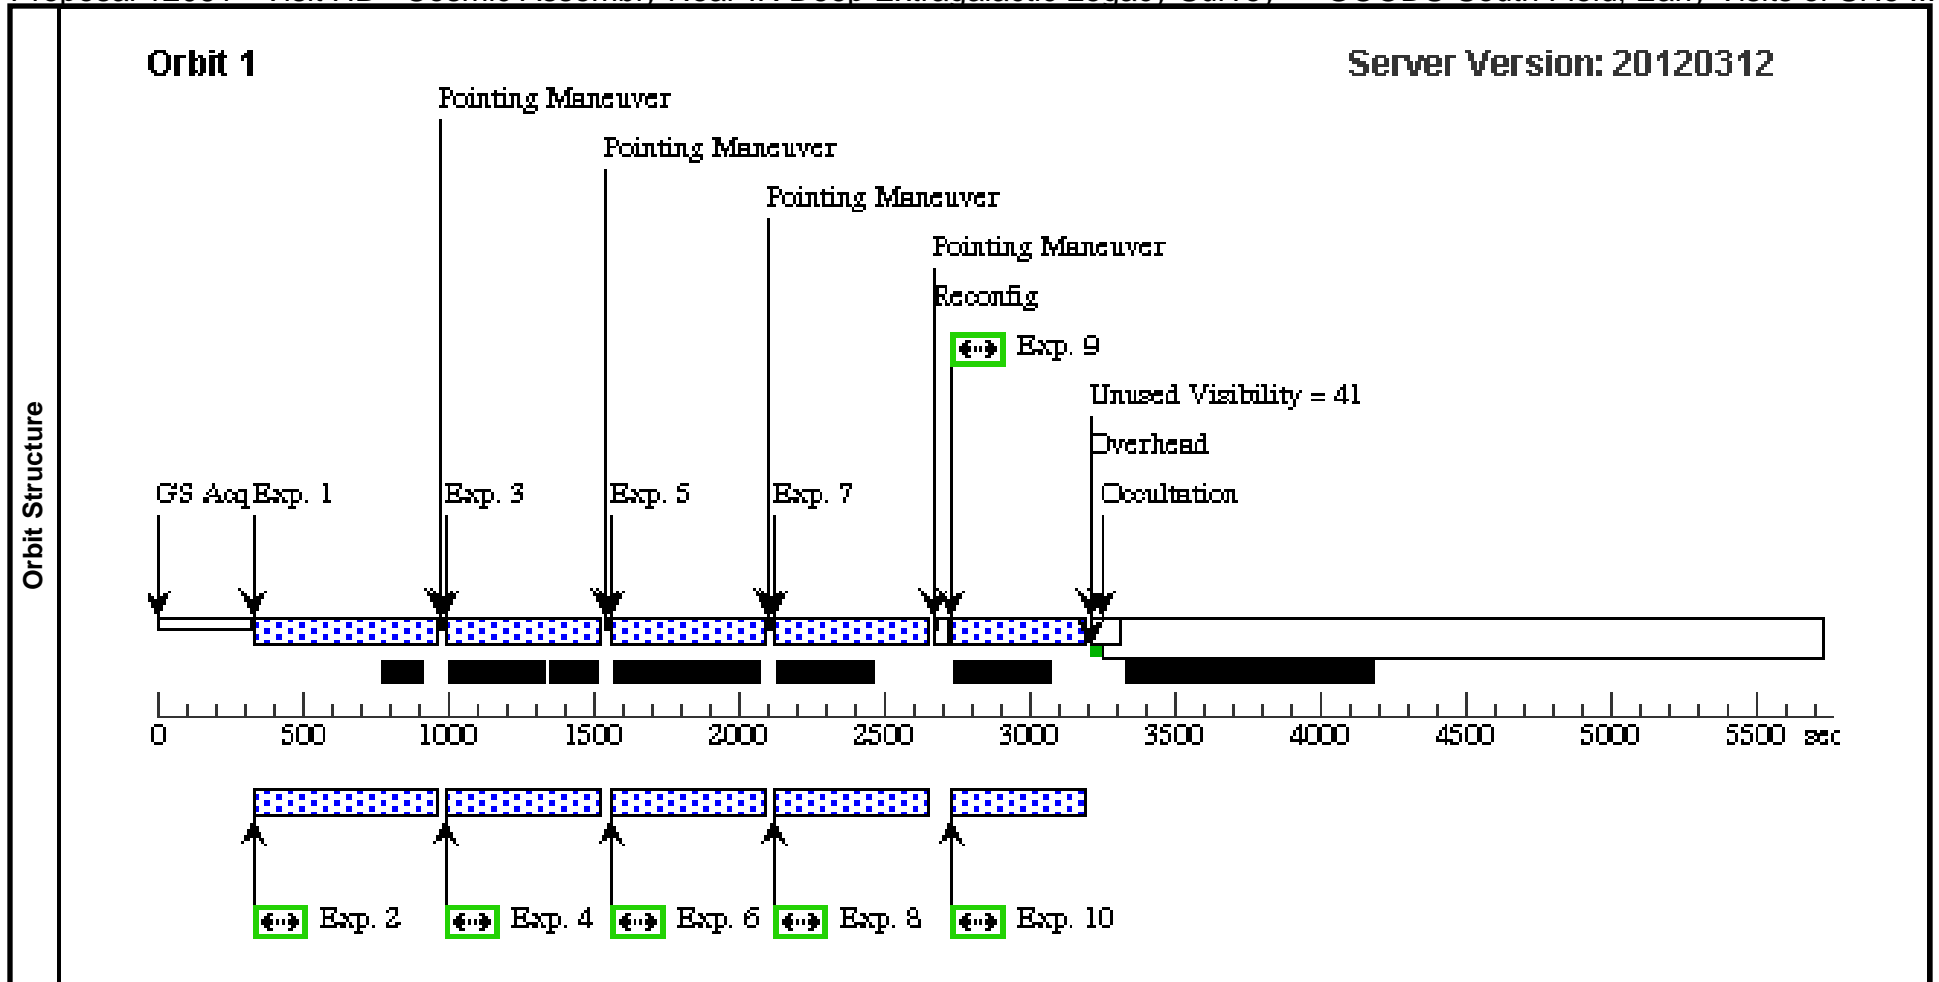 Orbit Structure
Orbit 1
Server Version: 20120312
Pointing Maneuver
Pointing Maneuver
Pointing Maneuver
Pointing Maneuver
Reconfig
Exp. 9
Unused Visibility = 41
Overhead
GS Acq Exp. 1 Exp. 3 Exp. 5 Exp. 7 Occultation
0 500 1000 1500 2000 2500 3000 3500 4000 4500 5000 5500 sec
Exp. 2 Exp. 4 Exp. 6 Exp. 8 Exp. 10